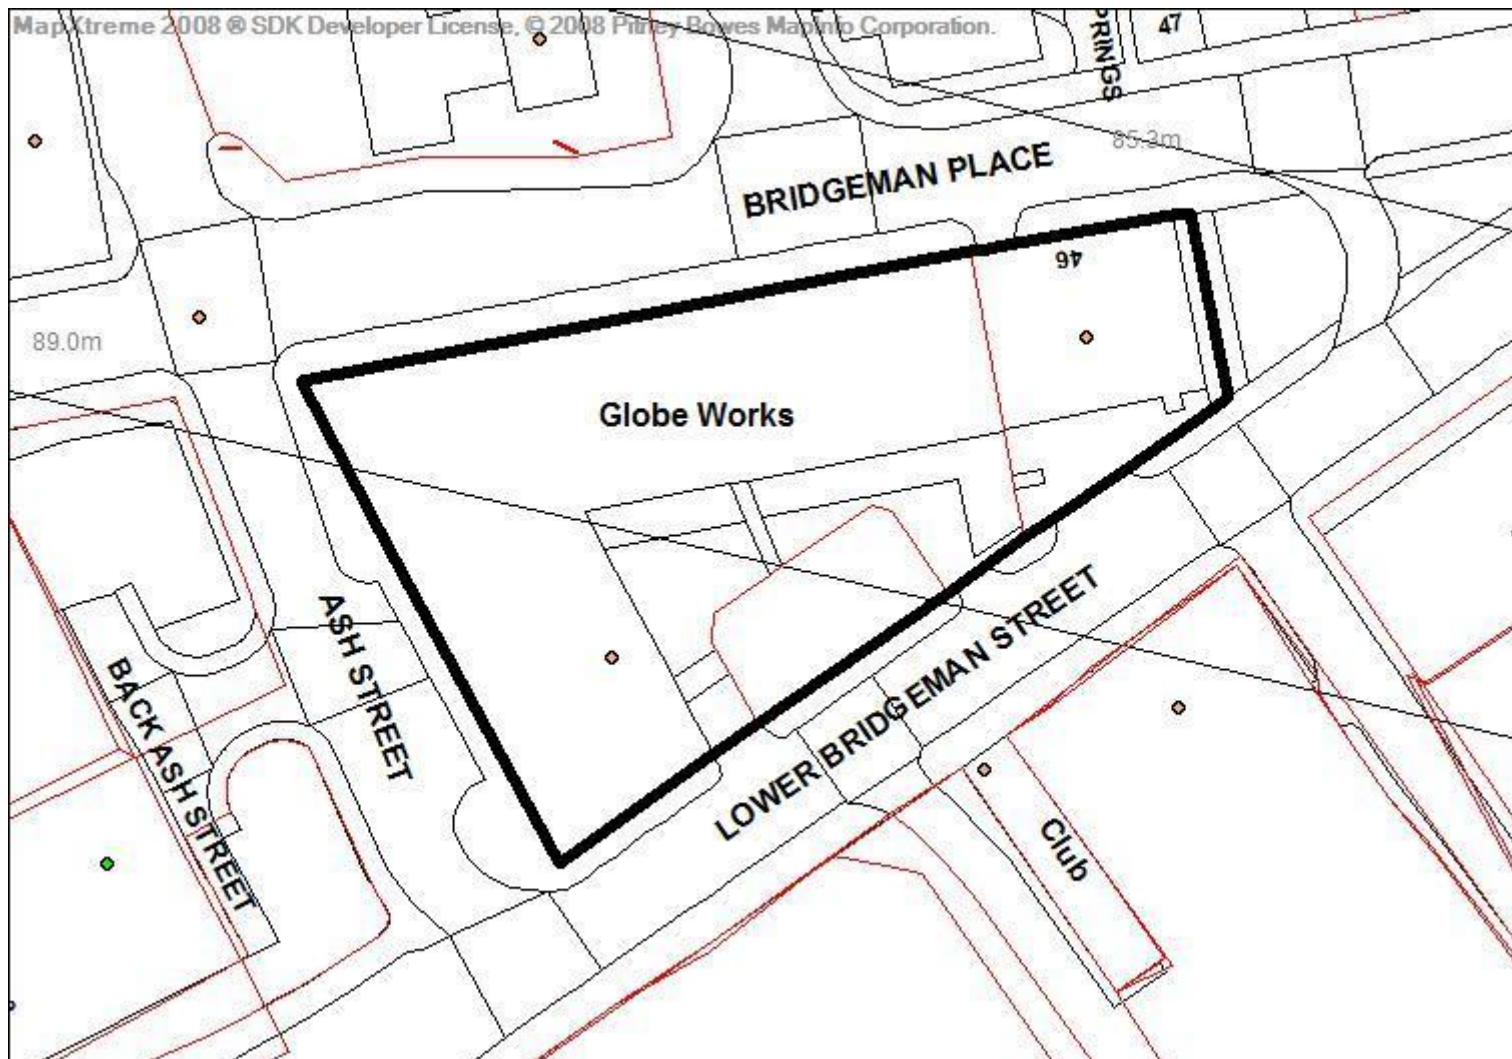 MapXtreme 2008 ® SDK Developer License, © 2008 Pitney Bowes MapInfo Corporation.
PRINGS
47
85.3m
BRIDGEMAN PLACE
46
89.0m
Globe Works
ASH STREET
BACK ASH STREET
LOWER BRIDGEMAN STREET
Club